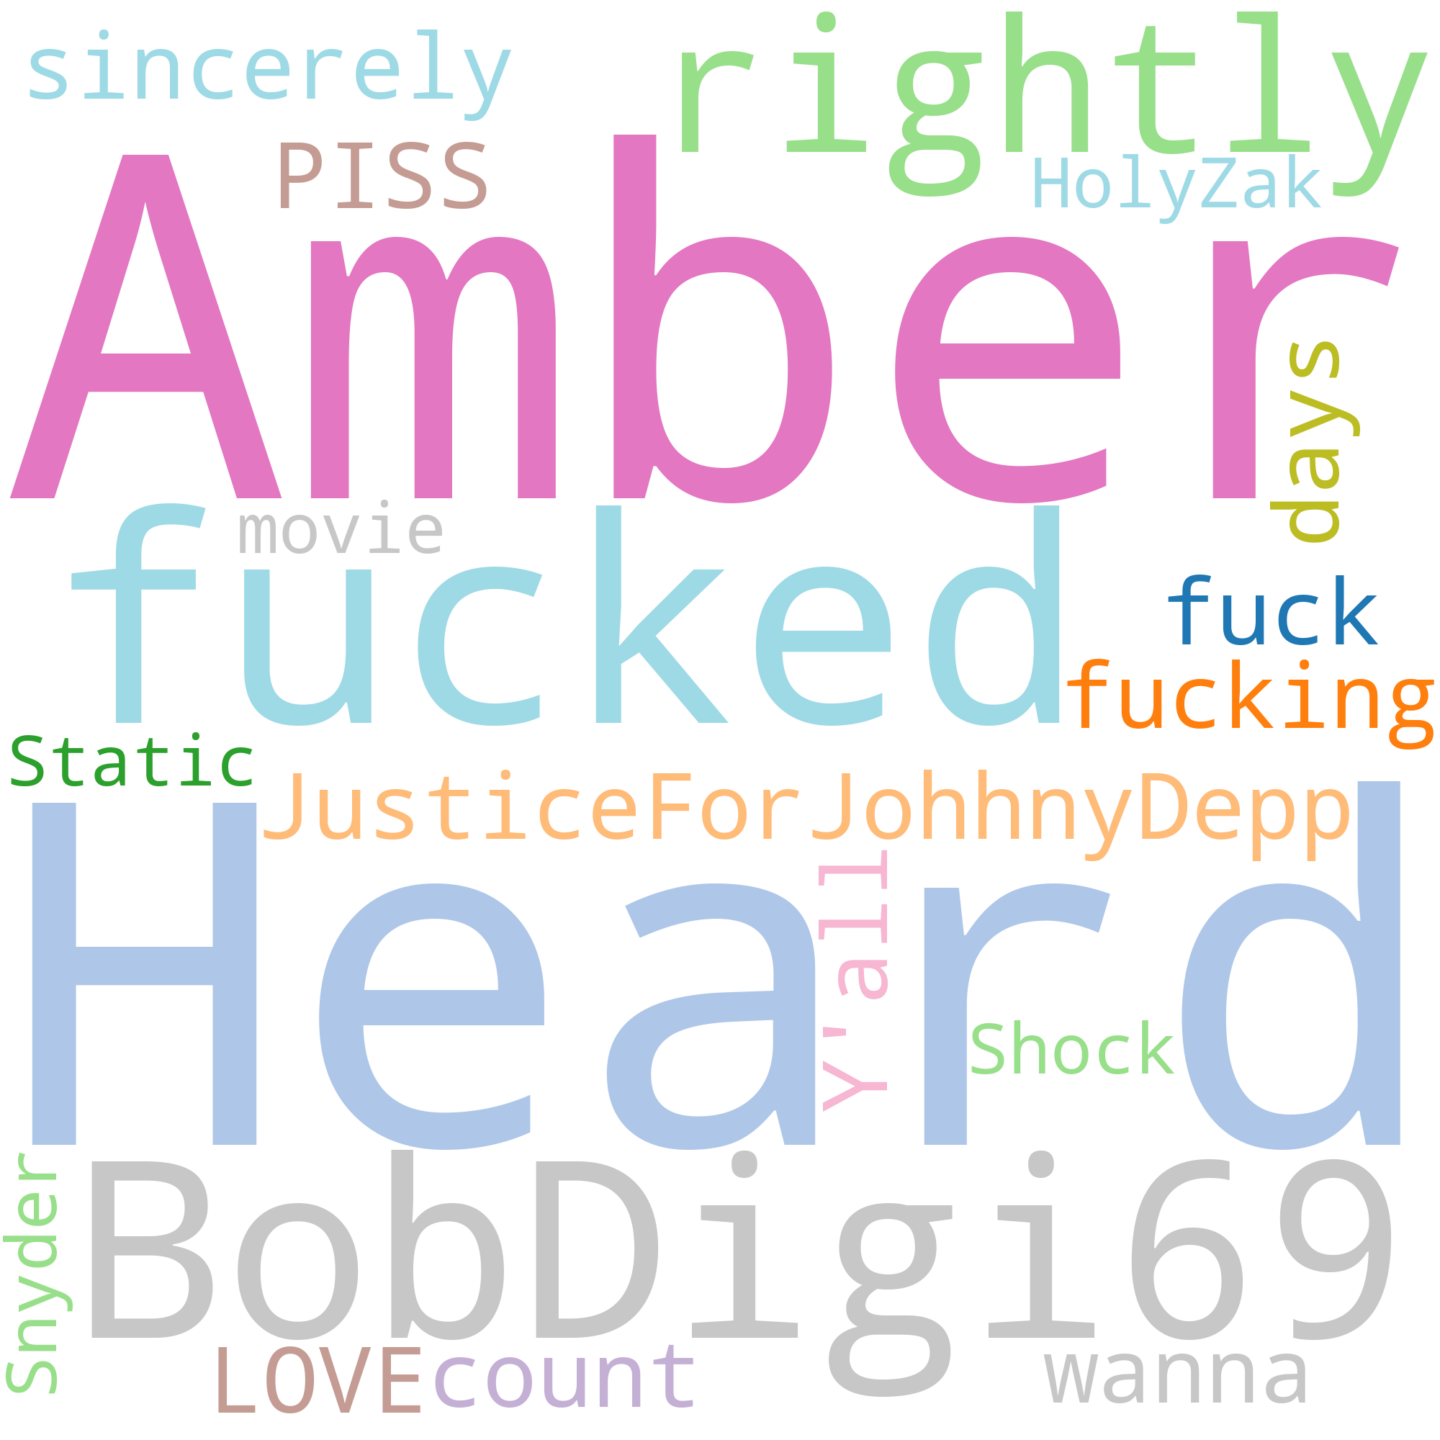 sincerely
rightly
PISS
HolyZak
Amber
days
movie
fucked
fuck
fucking
Static
JusticeForJohhnyDepp
Heard
Y'all
Shock
Snyder
BobDigi69
LOVE
count
wanna